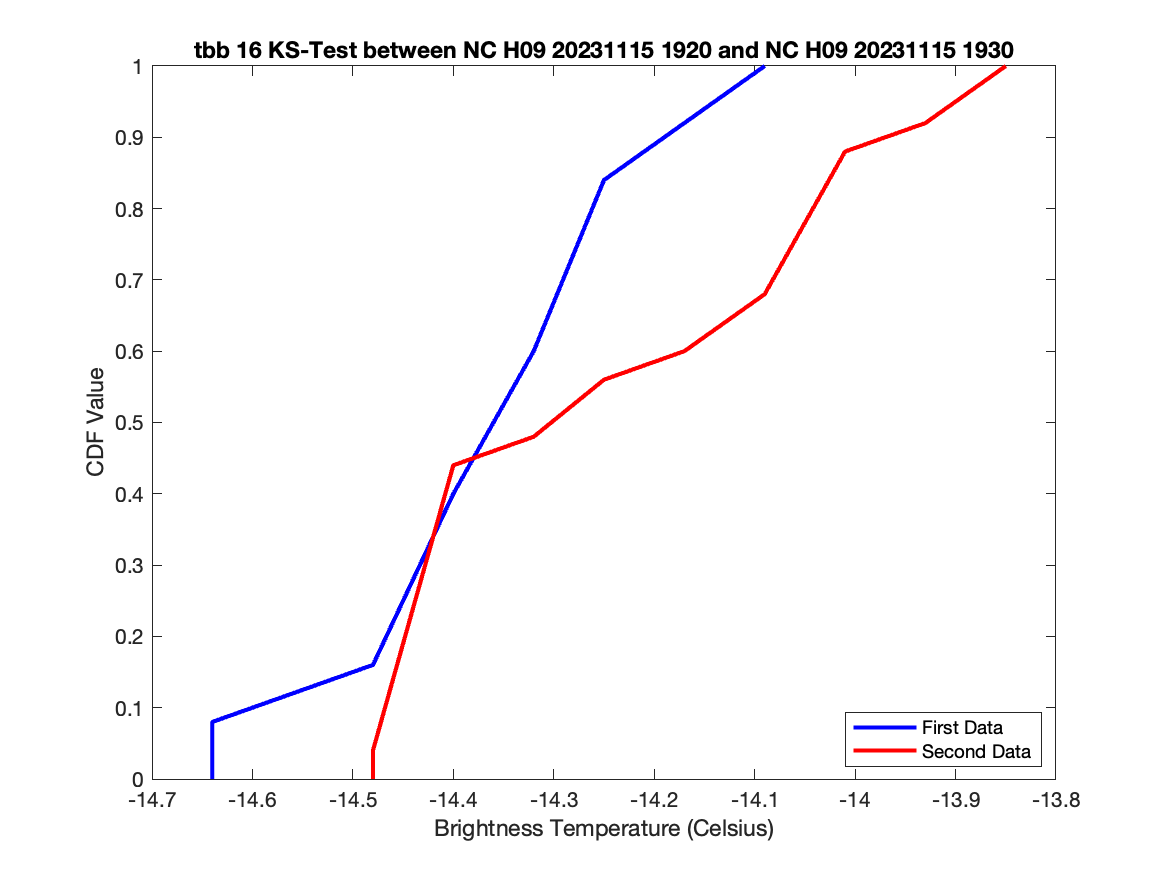 tbb 16 KS-Test between NC H09 20231115 1920 and NC H09 20231115 1930
1
0.9
0.8
0.7
0.6
0.5
0.4
0.3
0.2
0.1
0
CDF Value
-14.7 -14.6 -14.5 -14.4 -14.3 -14.2 -14.1 -14 -13.9 -13.8
Brightness Temperature (Celsius)
First Data
Second Data